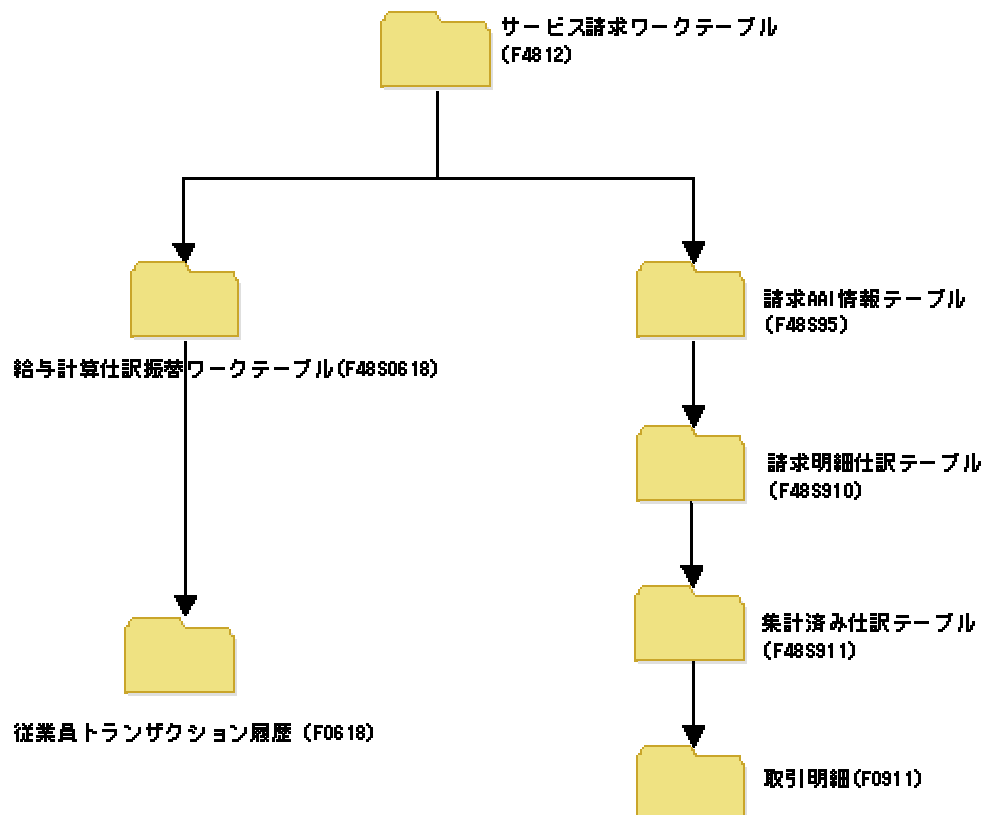 サービス請求ワークテーブル
(F4812)
請求AAI情報テーブル
(F48S95)
給与計算仕訳振替ワークテーブル(F48S0618)
請求明細仕訳テーブル
(F48S910)
集計済み仕訳テーブル
(F48S911)
従業員トランザクション履歴 (F0618)
取引明細(F0911)